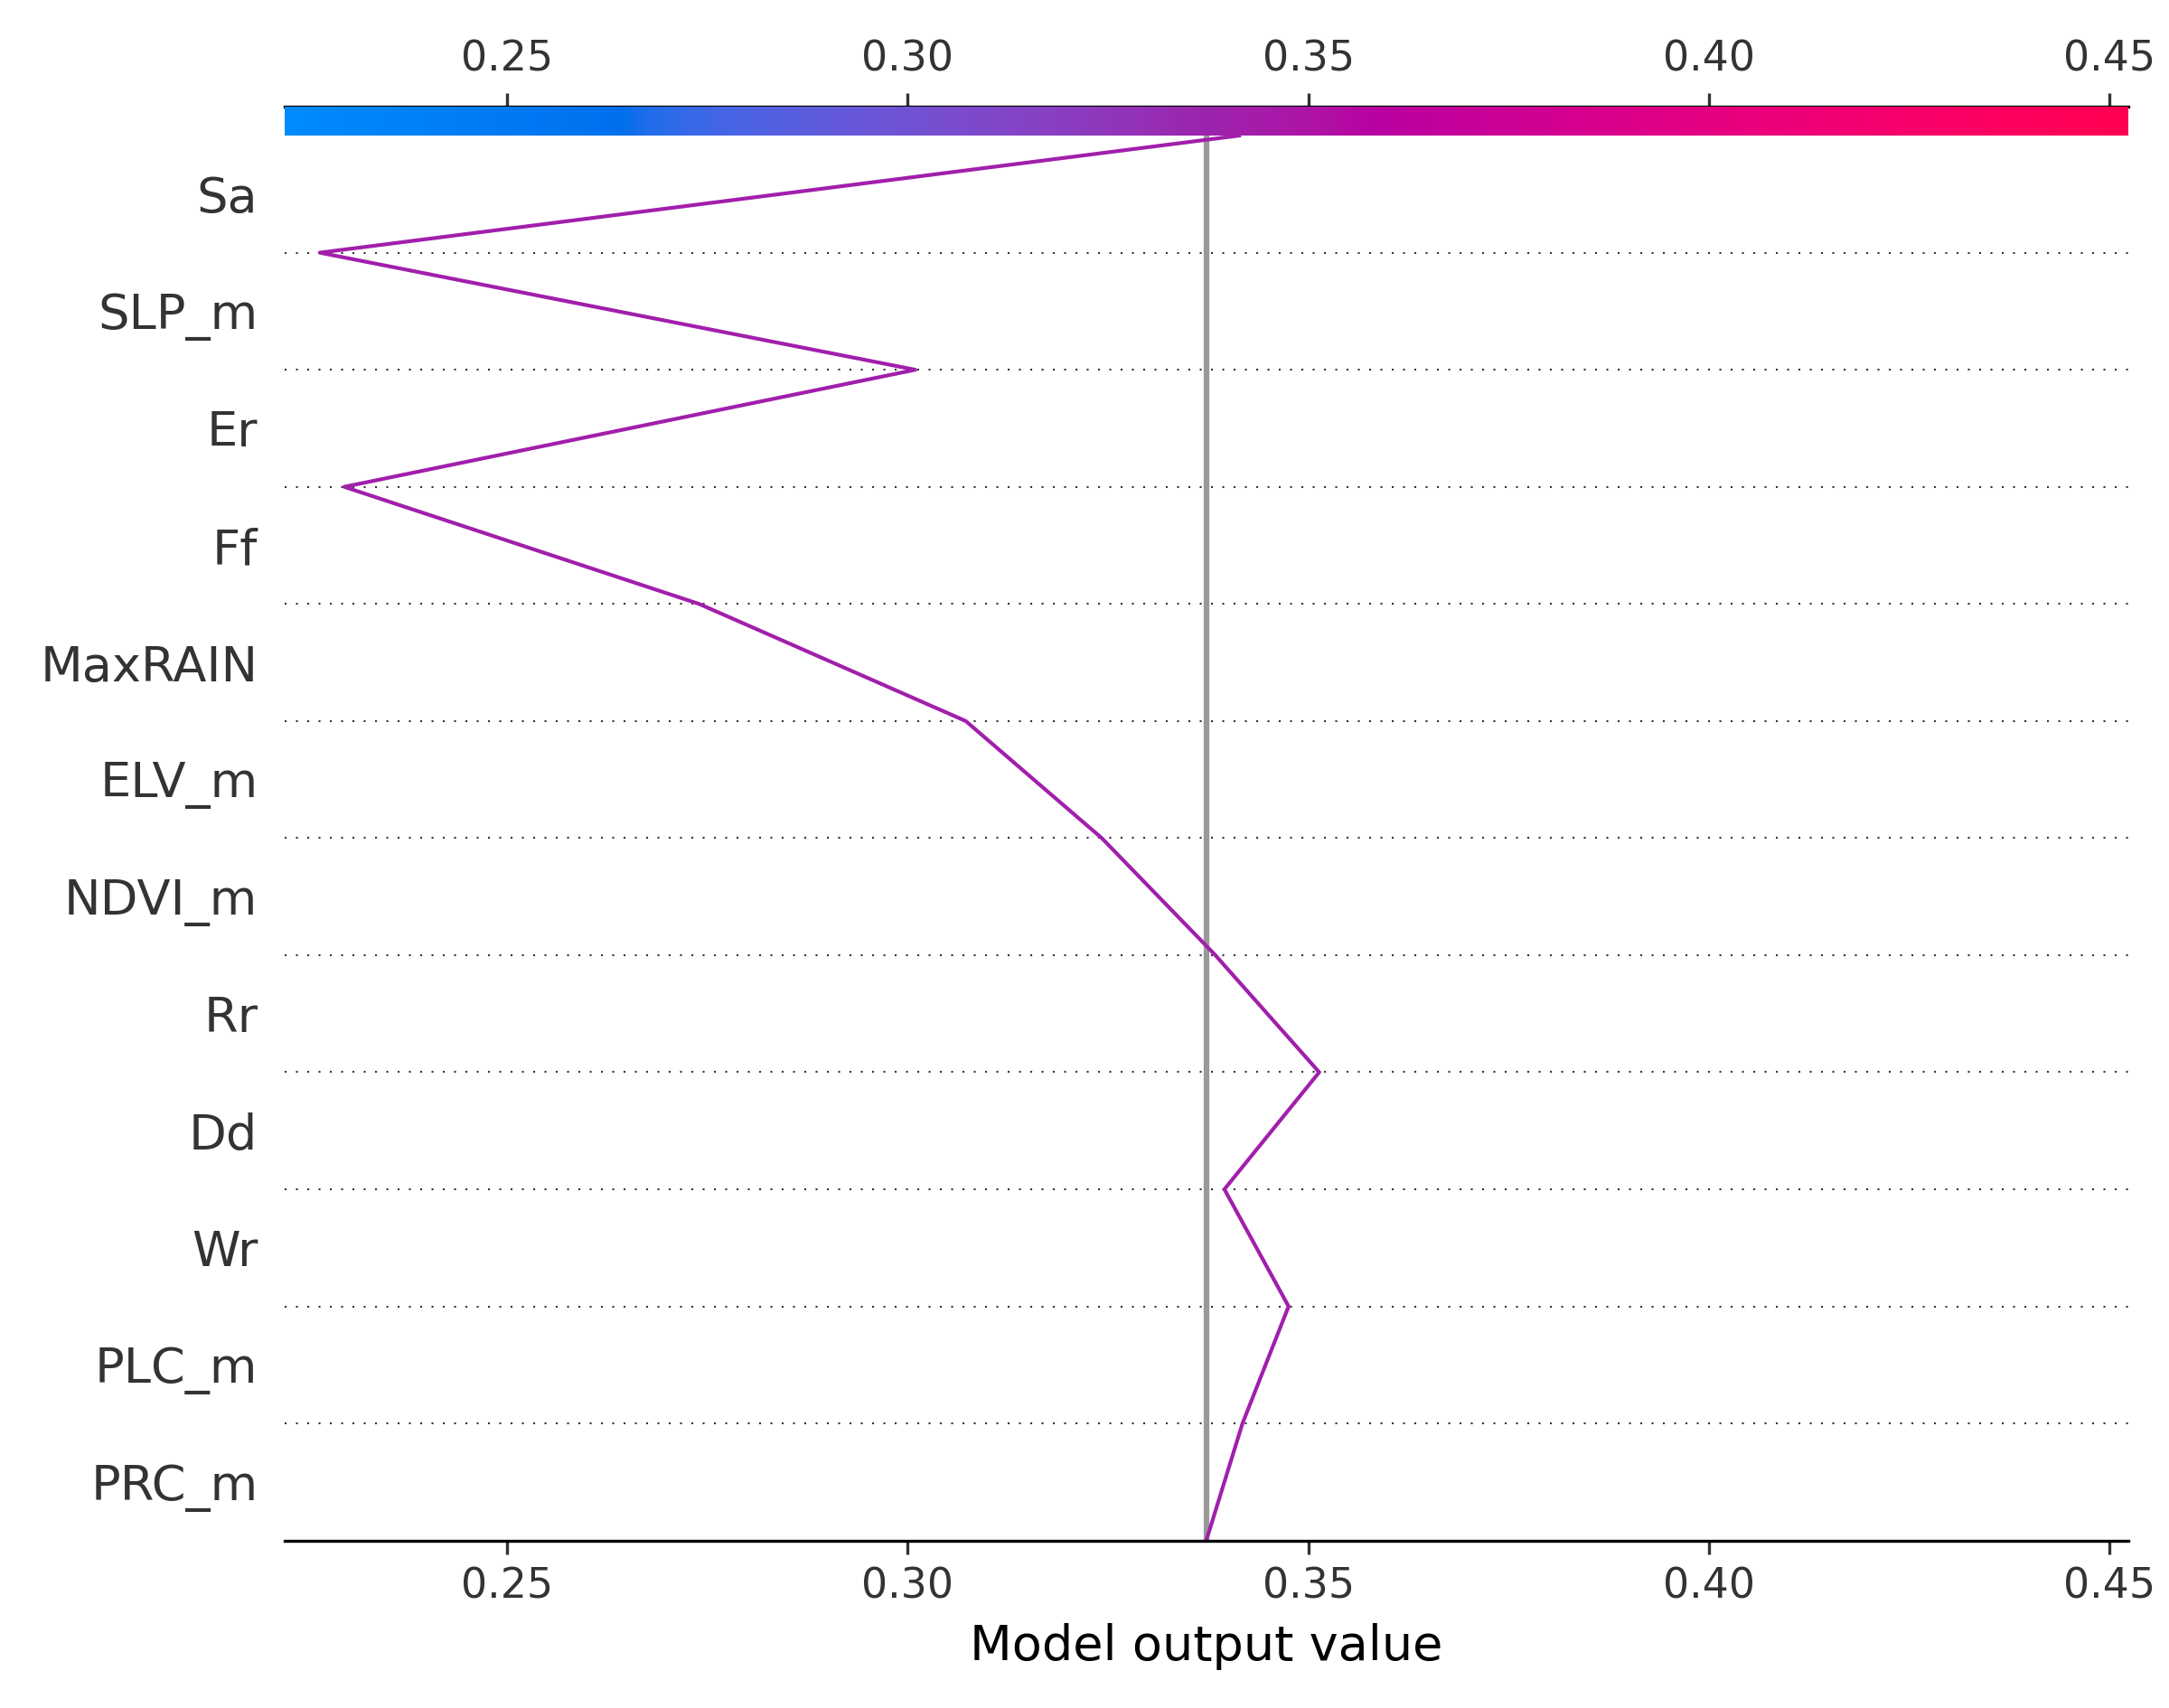 0.25 0.30 0.35 0.40 0.45
Sa
SLP_m
Er
Ff
MaxRAIN
ELV_m
NDVI_m
Rr
Dd
Wr
PLC_m
PRC_m
0.25 0.30 0.35 0.40 0.45
Model output value